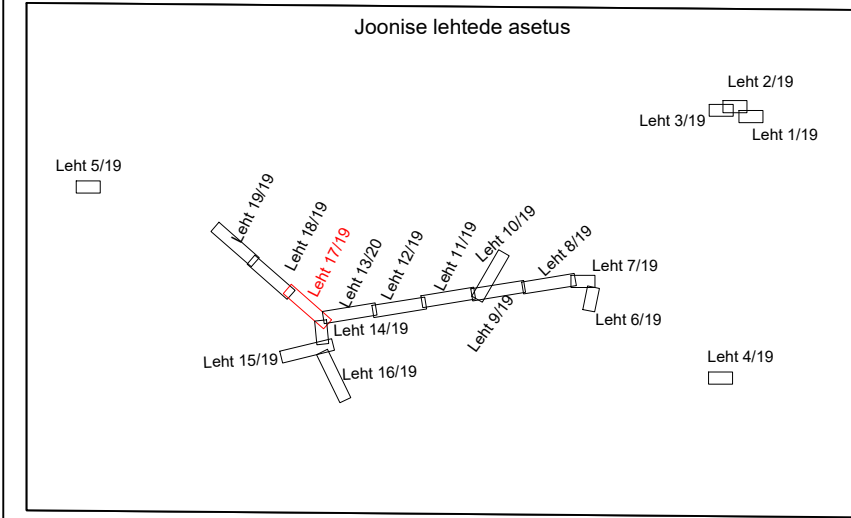 Joonise lehtede asetus
Leht 2/19
Leht 3/19
Leht 1/19
Leht 5/19
Leht 19/19
Leht 18/19
Leht 17/19
Leht 13/20
Leht 12/19
Leht 11/19
Leht 10/19
Leht 8/19
Leht 7/19
Leht 9/19
Leht 6/19
Leht 14/19
Leht 15/19
Leht 16/19
Leht 4/19